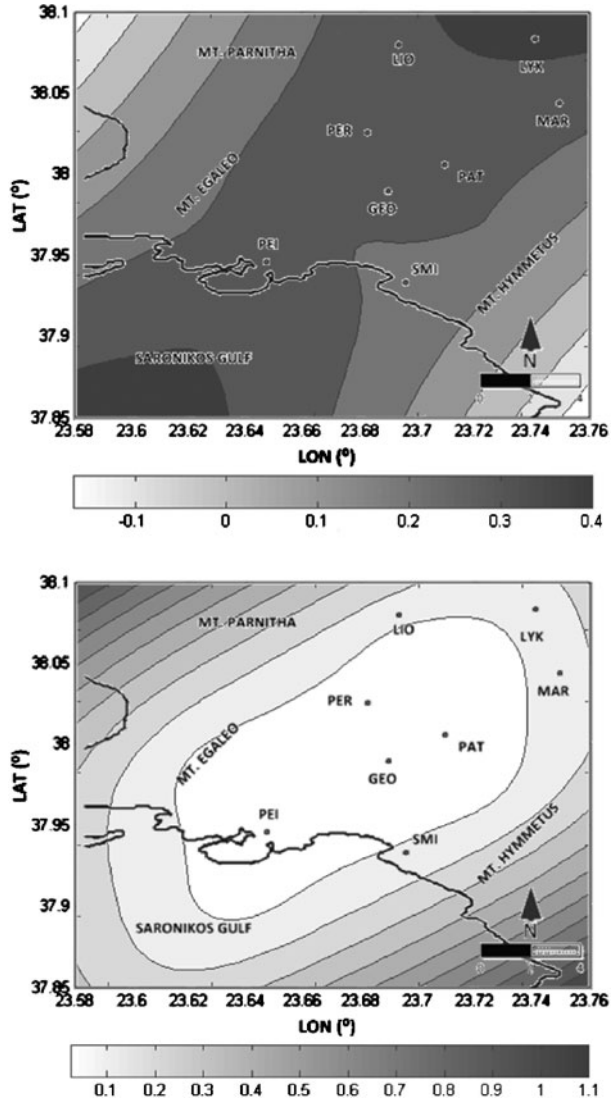 38.1
MT. PARNITHA
LIO
LYK
38.05
MAR
PER
38
MT. EGALEO
PAT
GEO
LAT (º)
37.95
PEI
SMI
MT. HYMMETUS
37.9
SARONIKOS GULF
N
0 4
37.85
23.58 23.6 23.62 23.64 23.66 23.68 23.7 23.72 23.74 23.76
LON (º)
-0.1 0 0.1 0.2 0.3 0.4
38.1
MT. PARNITHA
LIO
LYK
38.05
MAR
PER
38
MT. EGALEO
PAT
GEO
LAT (º)
37.95
PEI
SMI
MT. HYMMETUS
37.9
SARONIKOS GULF
N
0 4
37.85
23.58 23.6 23.62 23.64 23.66 23.68 23.7 23.72 23.74 23.76
LON (º)
0.1 0.2 0.3 0.4 0.5 0.6 0.7 0.8 0.9 1 1.1